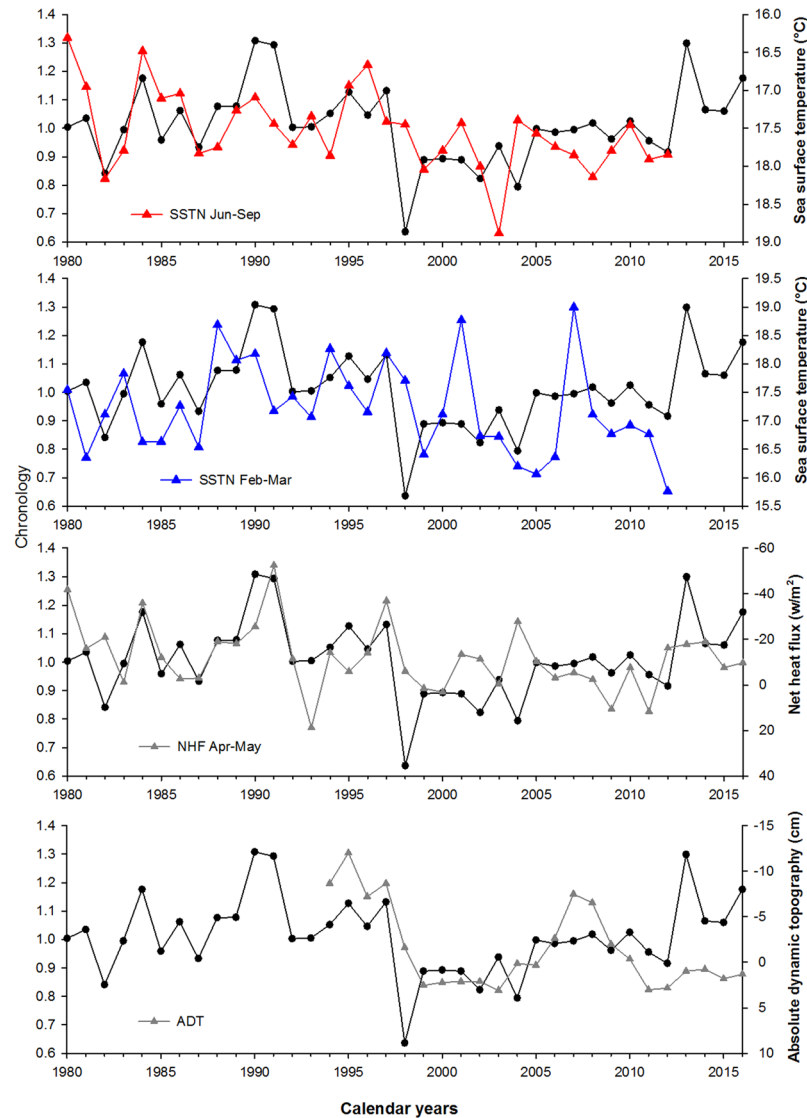 1.4 16.0
1.3 16.5
1.2 17.0
1.1
1.0 17.5
0.9 18.0
0.8
0.7 SSTN Jun-Sep 18.5
0.6 19.0
Sea surface temperature (°C)
1980 1985 1990 1995 2000 2005 2010 2015
1.4 19.5
1.3 19.0
1.2 18.5
1.1 18.0
1.0 17.5
0.9 17.0
0.8 16.5
0.7 SSTN Feb-Mar 16.0
0.6 15.5
Sea surface temperature (°C)
1980 1985 1990 1995 2000 2005 2010 2015
Chronology
1.4 -60
1.3 -40
1.2
1.1 -20
1.0
0.9 0
0.8 20
0.7 NHF Apr-May
0.6 40
Net heat flux (w/m²)
1980 1985 1990 1995 2000 2005 2010 2015
1.4 -15
1.3 -10
1.2
1.1 -5
1.0
0.9 0
0.8 5
0.7 ADT
0.6 10
Absolute dynamic topography (cm)
1980 1985 1990 1995 2000 2005 2010 2015
Calendar years